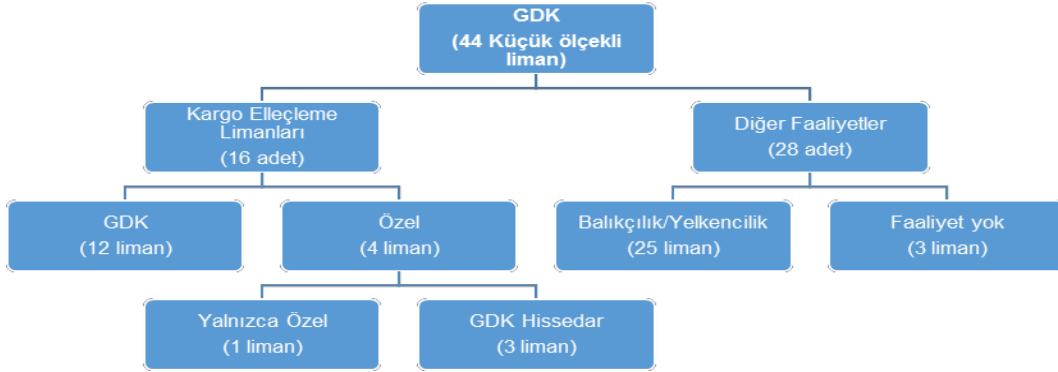 GDK
(44 Küçük ölçekli
liman)
Kargo Elleçleme
Limanları
(16 adet)
Diğer Faaliyetler
(28 adet)
GDK
(12 liman)
Özel
(4 liman)
Balıkçılık/Yelkencilik
(25 liman)
Faaliyet yok
(3 liman)
Yalnızca Özel
(1 liman)
GDK Hissedar
(3 liman)